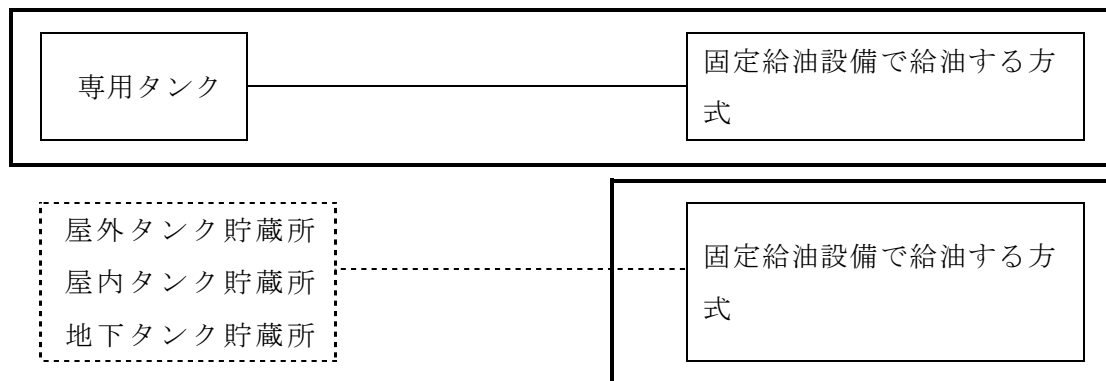 専用タンク
固定給油設備で給油する方
式
屋外タンク貯蔵所
屋内タンク貯蔵所
地下タンク貯蔵所
固定給油設備で給油する方
式